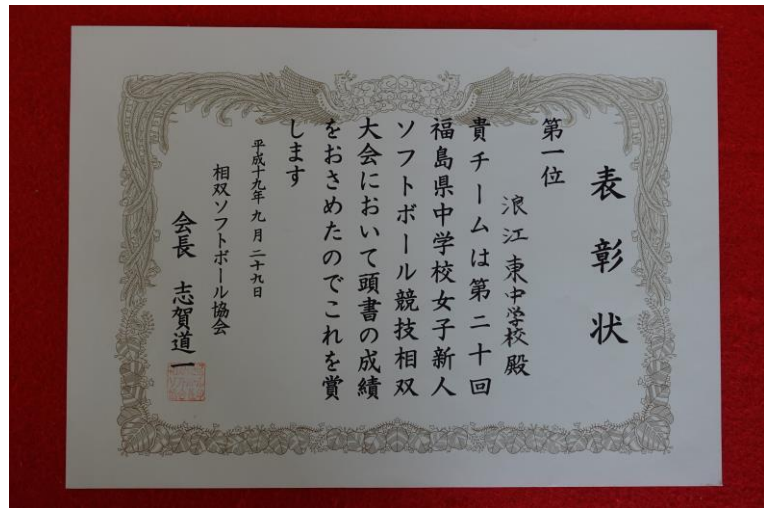 表彰状
第一位
浪江東中学校殿
貴チームは第二十回
福島県中学校女子新人
ソフトボール競技相双
大会において頭書の成績
をおさめたのでこれを賞
します
平成十九年九月二十九日
相双ソフトボール協会
会長 志賀道一